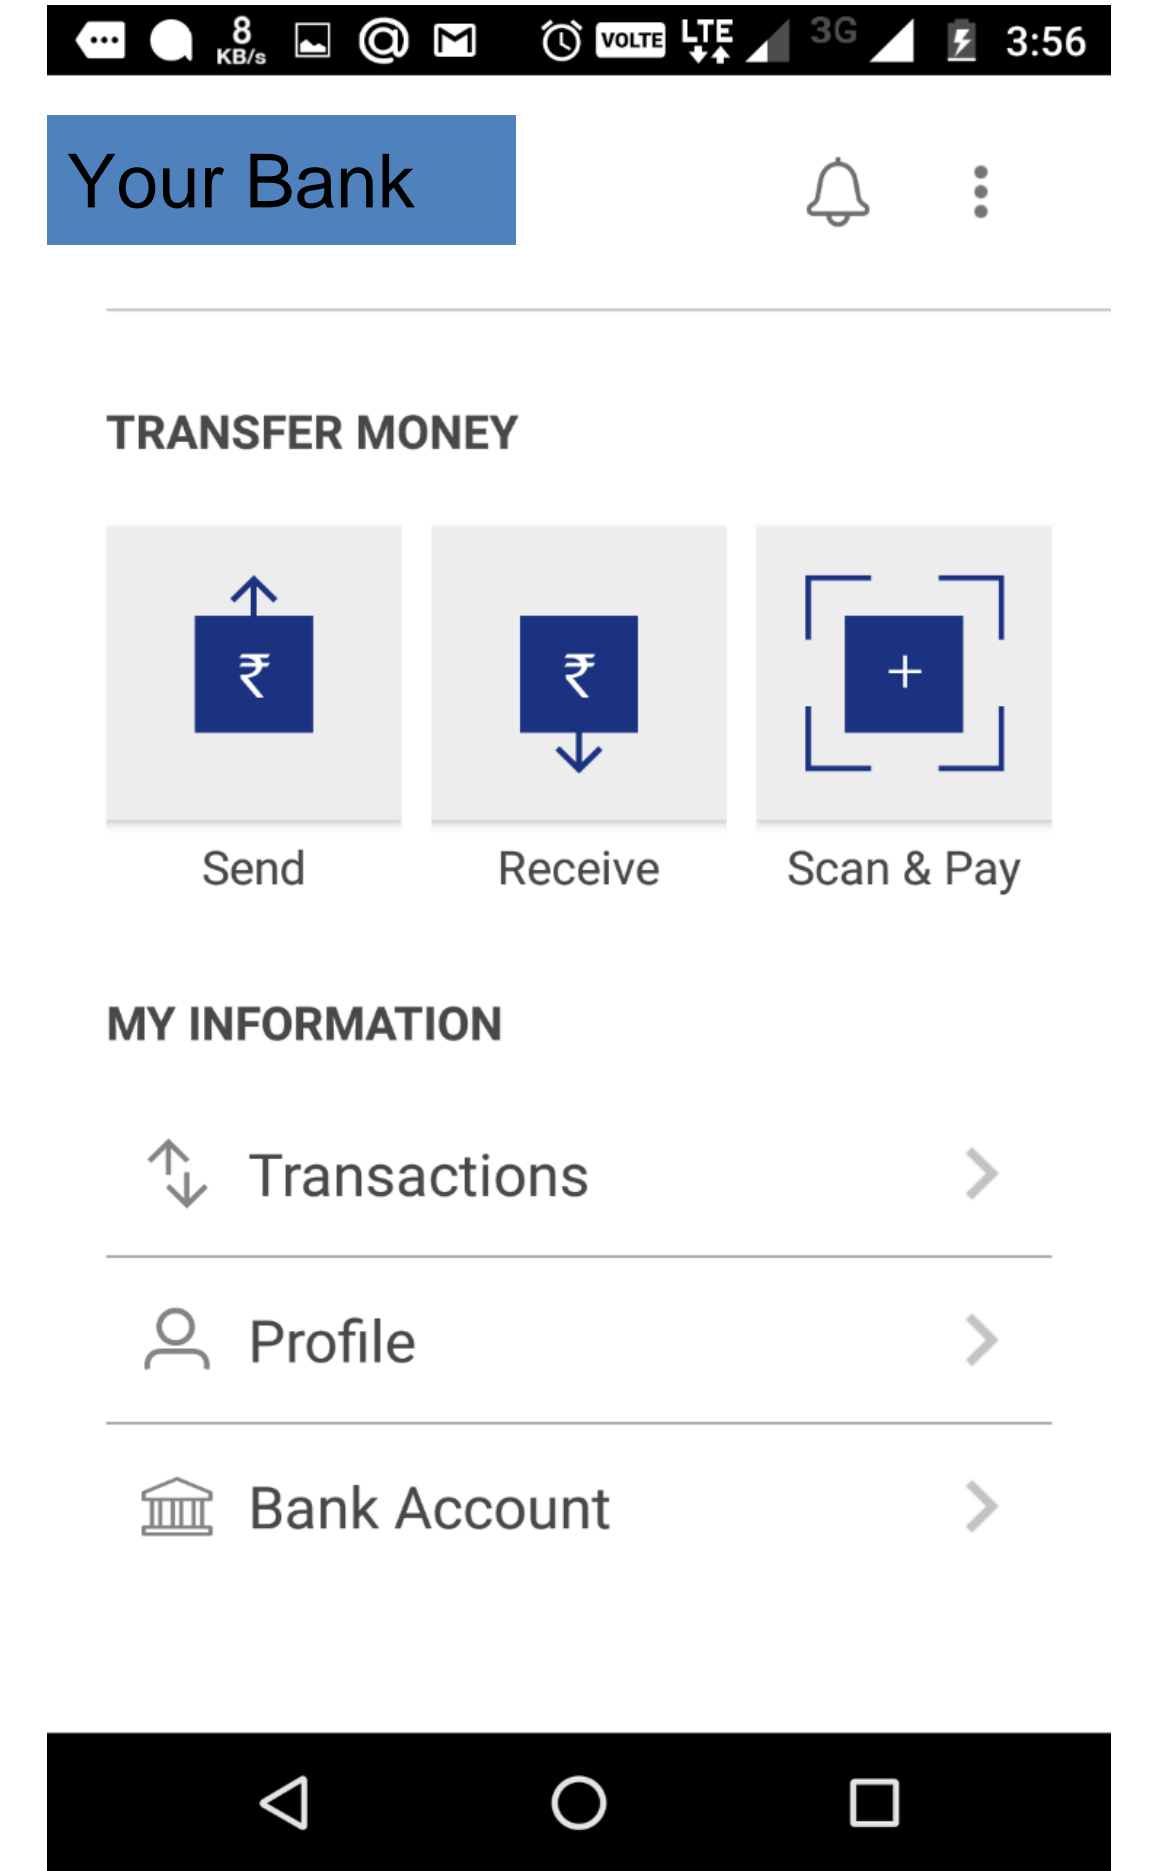 8
KB/s
VOLTE
LTE
3G
3:56
Your Bank
TRANSFER MONEY
₹
₹
+
Send
Receive
Scan & Pay
MY INFORMATION
Transactions
Profile
Bank Account